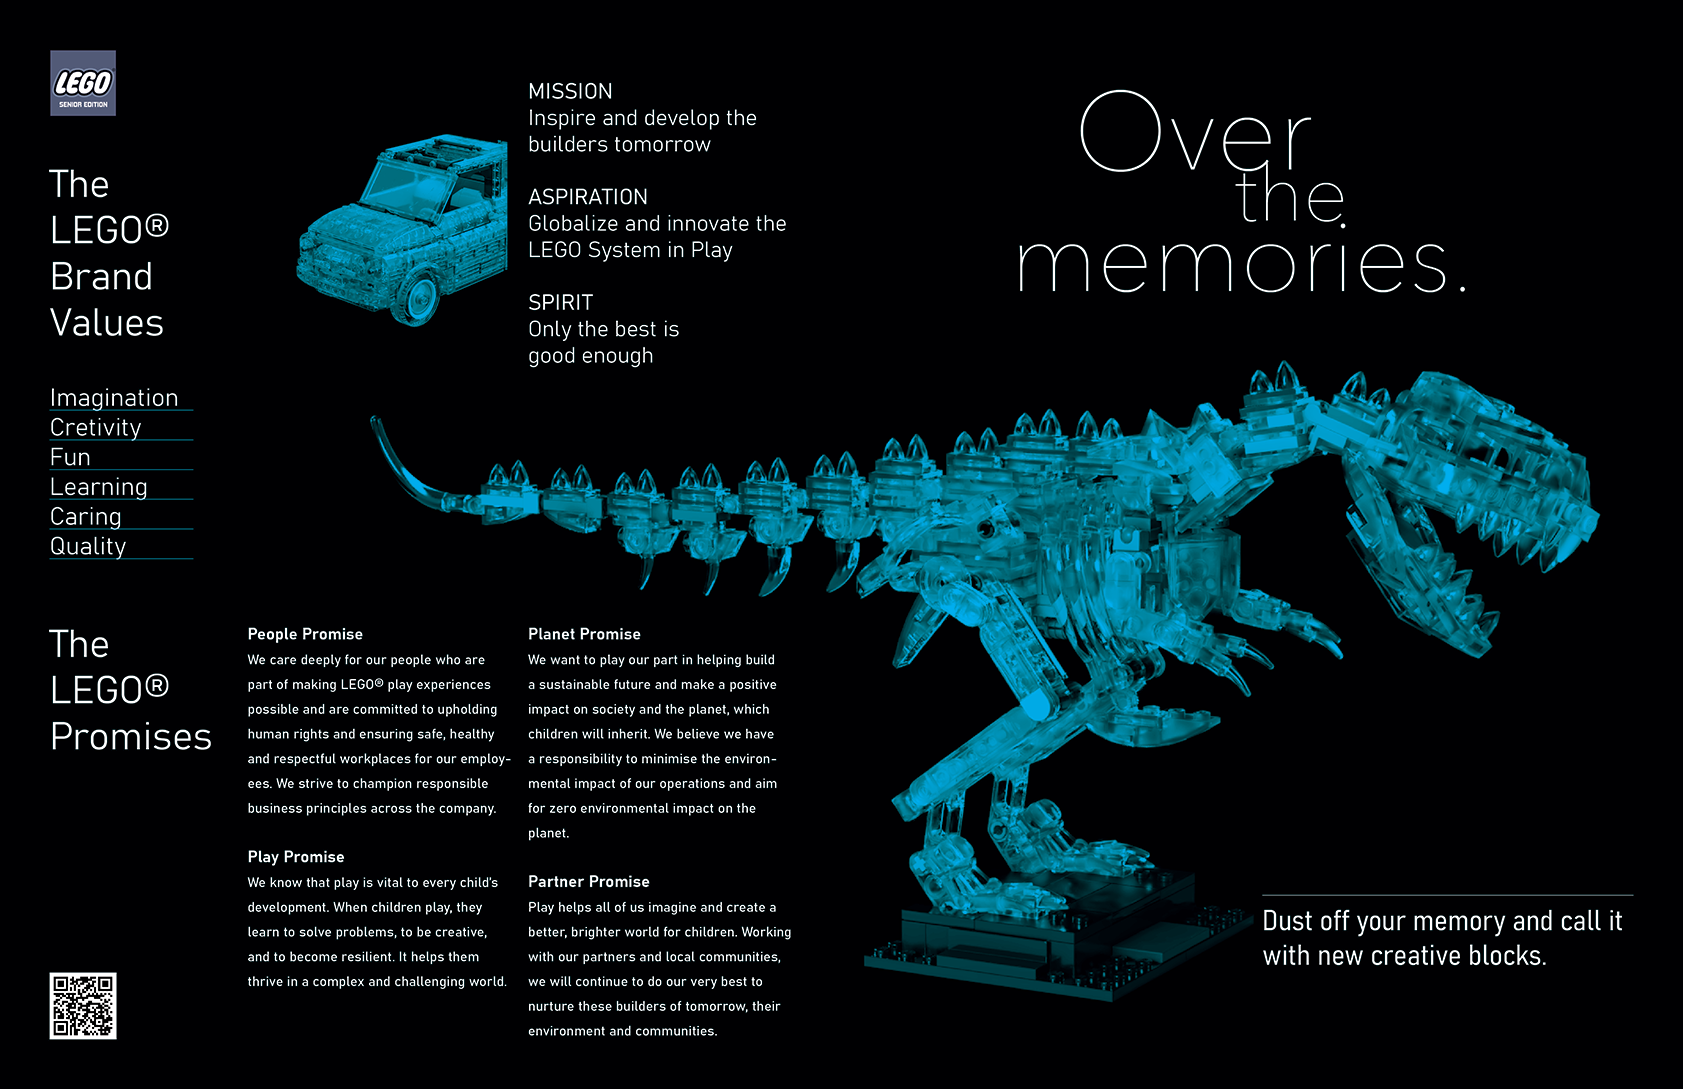 LEGO
SENIOR EDITION
The
LEGO®
Brand
Values
Imagination
Cretivity
Fun
Learning
Caring
Quality
MISSION
Inspire and develop the
builders tomorrow
ASPIRATION
Globalize and innovate the
LEGO System in Play
SPIRIT
Only the best is
good enough
The
LEGO®
Promises
People Promise
We care deeply for our people who are
part of making LEGO® play experiences
possible and are committed to upholding
human rights and ensuring safe, healthy
and respectful workplaces for our employ-
ees. We strive to champion responsible
business principles across the company.
Play Promise
We know that play is vital to every child's
development. When children play, they
learn to solve problems, to be creative,
and to become resilient. It helps them
thrive in a complex and challenging world.
Planet Promise
We want to play our part in helping build
a sustainable future and make a positive
impact on society and the planet, which
children will inherit. We believe we have
a responsibility to minimise the environ-
mental impact of our operations and aim
for zero environmental impact on the
planet.
Partner Promise
Play helps all of us imagine and create a
better, brighter world for children. Working
with our partners and local communities,
we will continue to do our very best to
nurture these builders of tomorrow, their
environment and communities.
Over
the
memories.
Dust off your memory and call it
with new creative blocks.